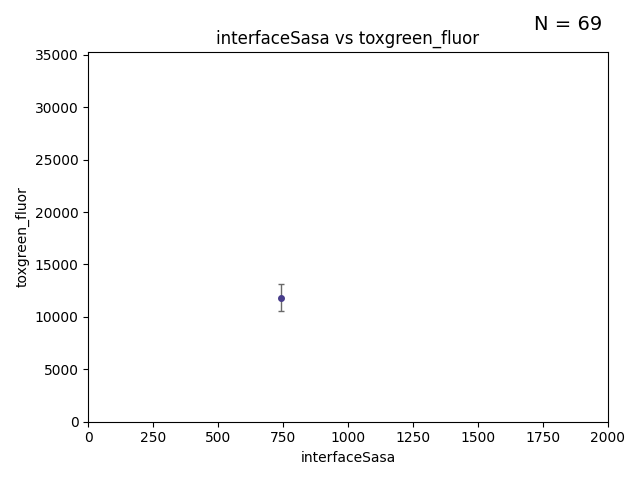 N = 69
interfaceSasa vs toxgreen_fluor
35000
30000
25000
20000
15000
10000
5000
0
toxgreen_fluor
0 250 500 750 1000 1250 1500 1750 2000
interfaceSasa